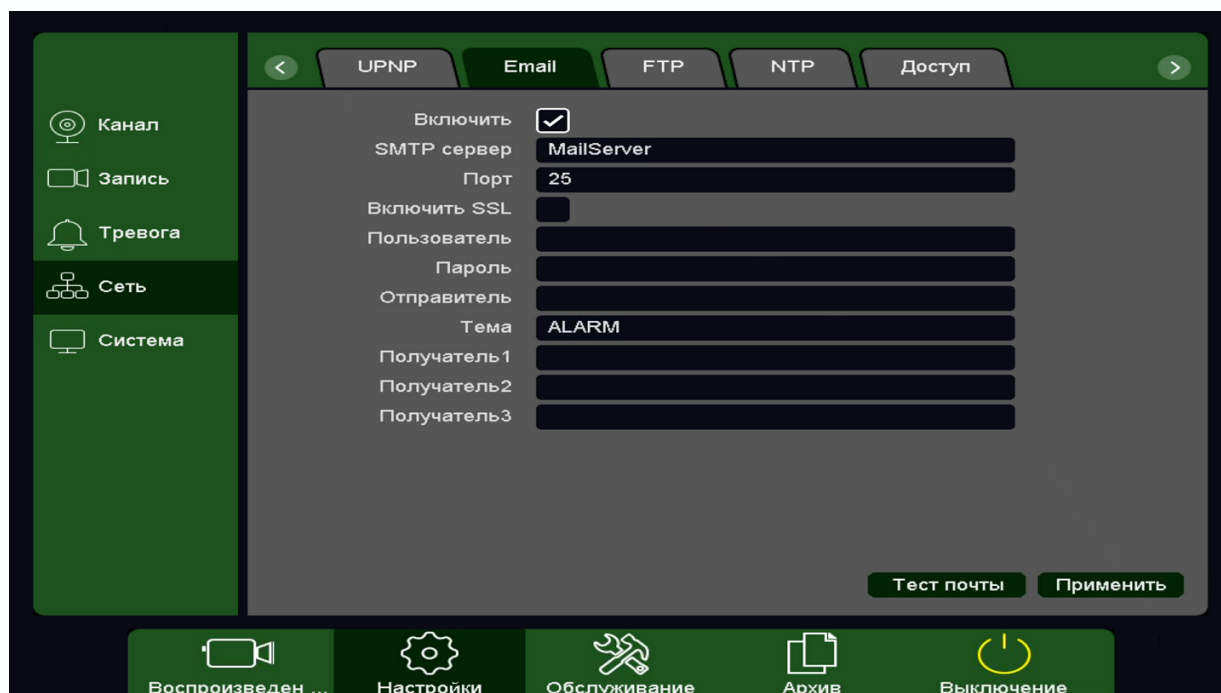 UPNP Email FTP NTP Доступ
Канал
Запись
Тревога
Сеть
Система
Включить
SMTP сервер MailServer
Порт 25
Включить SSL
Пользователь
Пароль
Отправитель
Тема ALARM
Получатель1
Получатель2
Получатель3
Тест почты Применить
Воспроизведен ... Настройки Обслуживание Архив Выключение